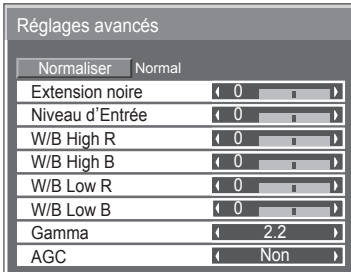 Réglages avancés
Normaliser Normal
Extension noire 0
Niveau d'Entrée 0
W/B High R 0
W/B High B 0
W/B Low R 0
W/B Low B 0
Gamma 2.2
AGC Non